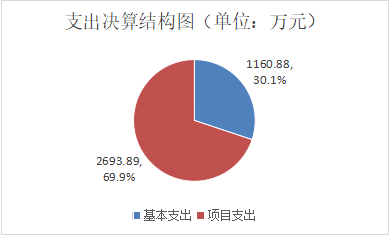 支出决算结构图（单位：万元）
1160.88,
30.1%
2693.89,
69.9%
基本支出 项目支出